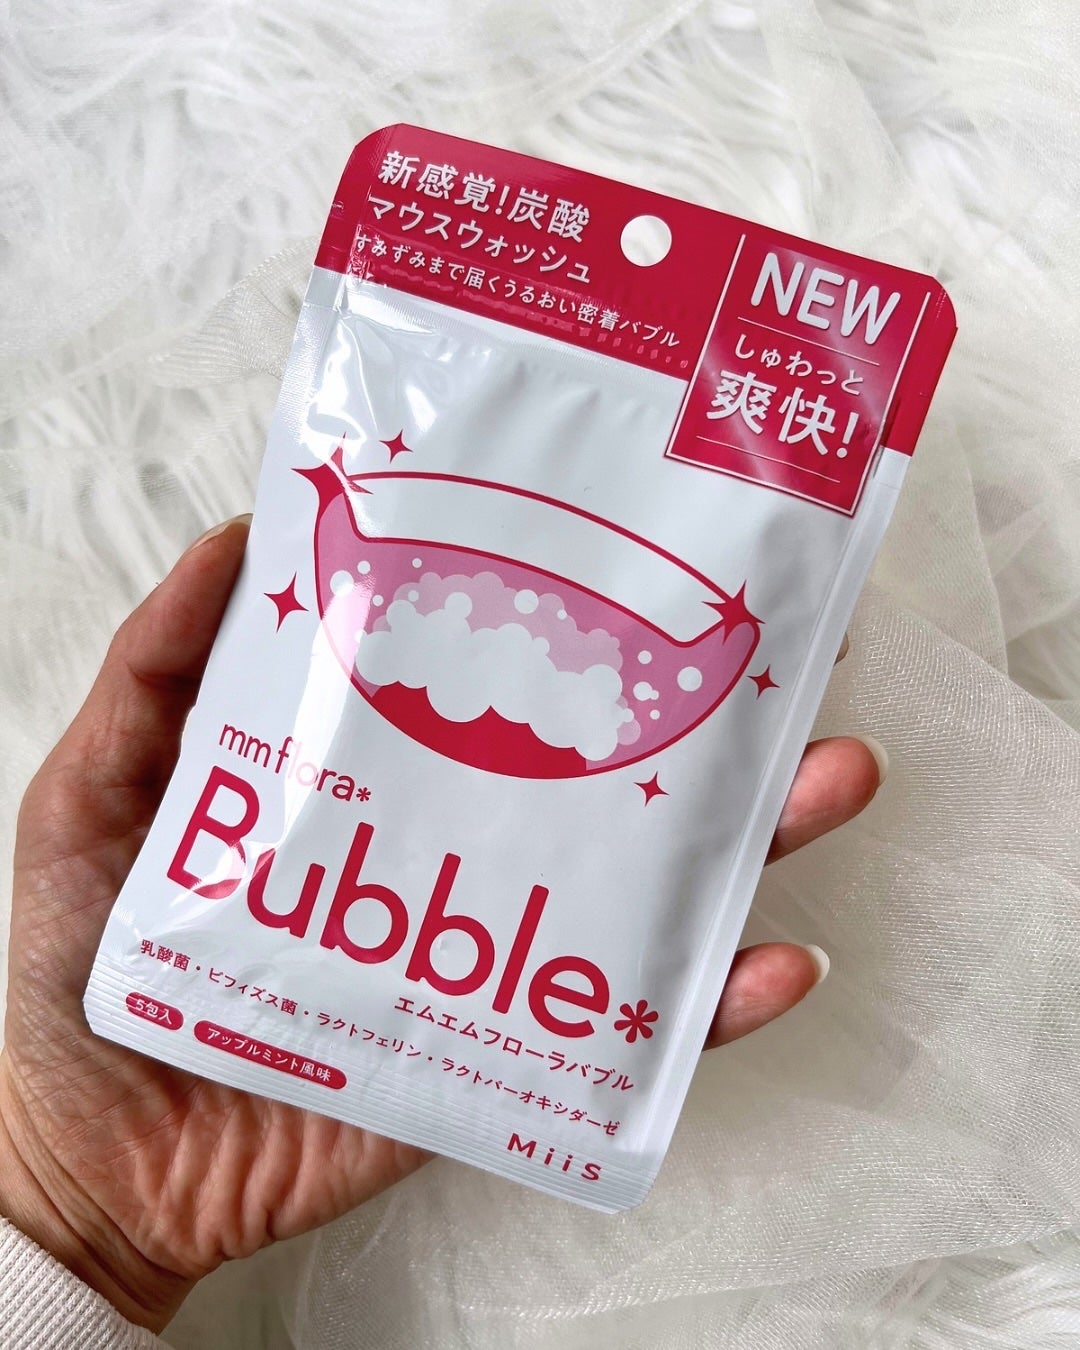 新感覚!炭酸
マウスウォッシュ
すみずみまで届くうるおい密着バブル
NEW
しゅわっと
爽快!
mm flora*
Bubble*
エムエムフローラバブル
乳酸菌・ビフィズス菌・ラクトフェリン・ラクトパーオキシダーゼ
5包入
アップルミント風味
MiiS